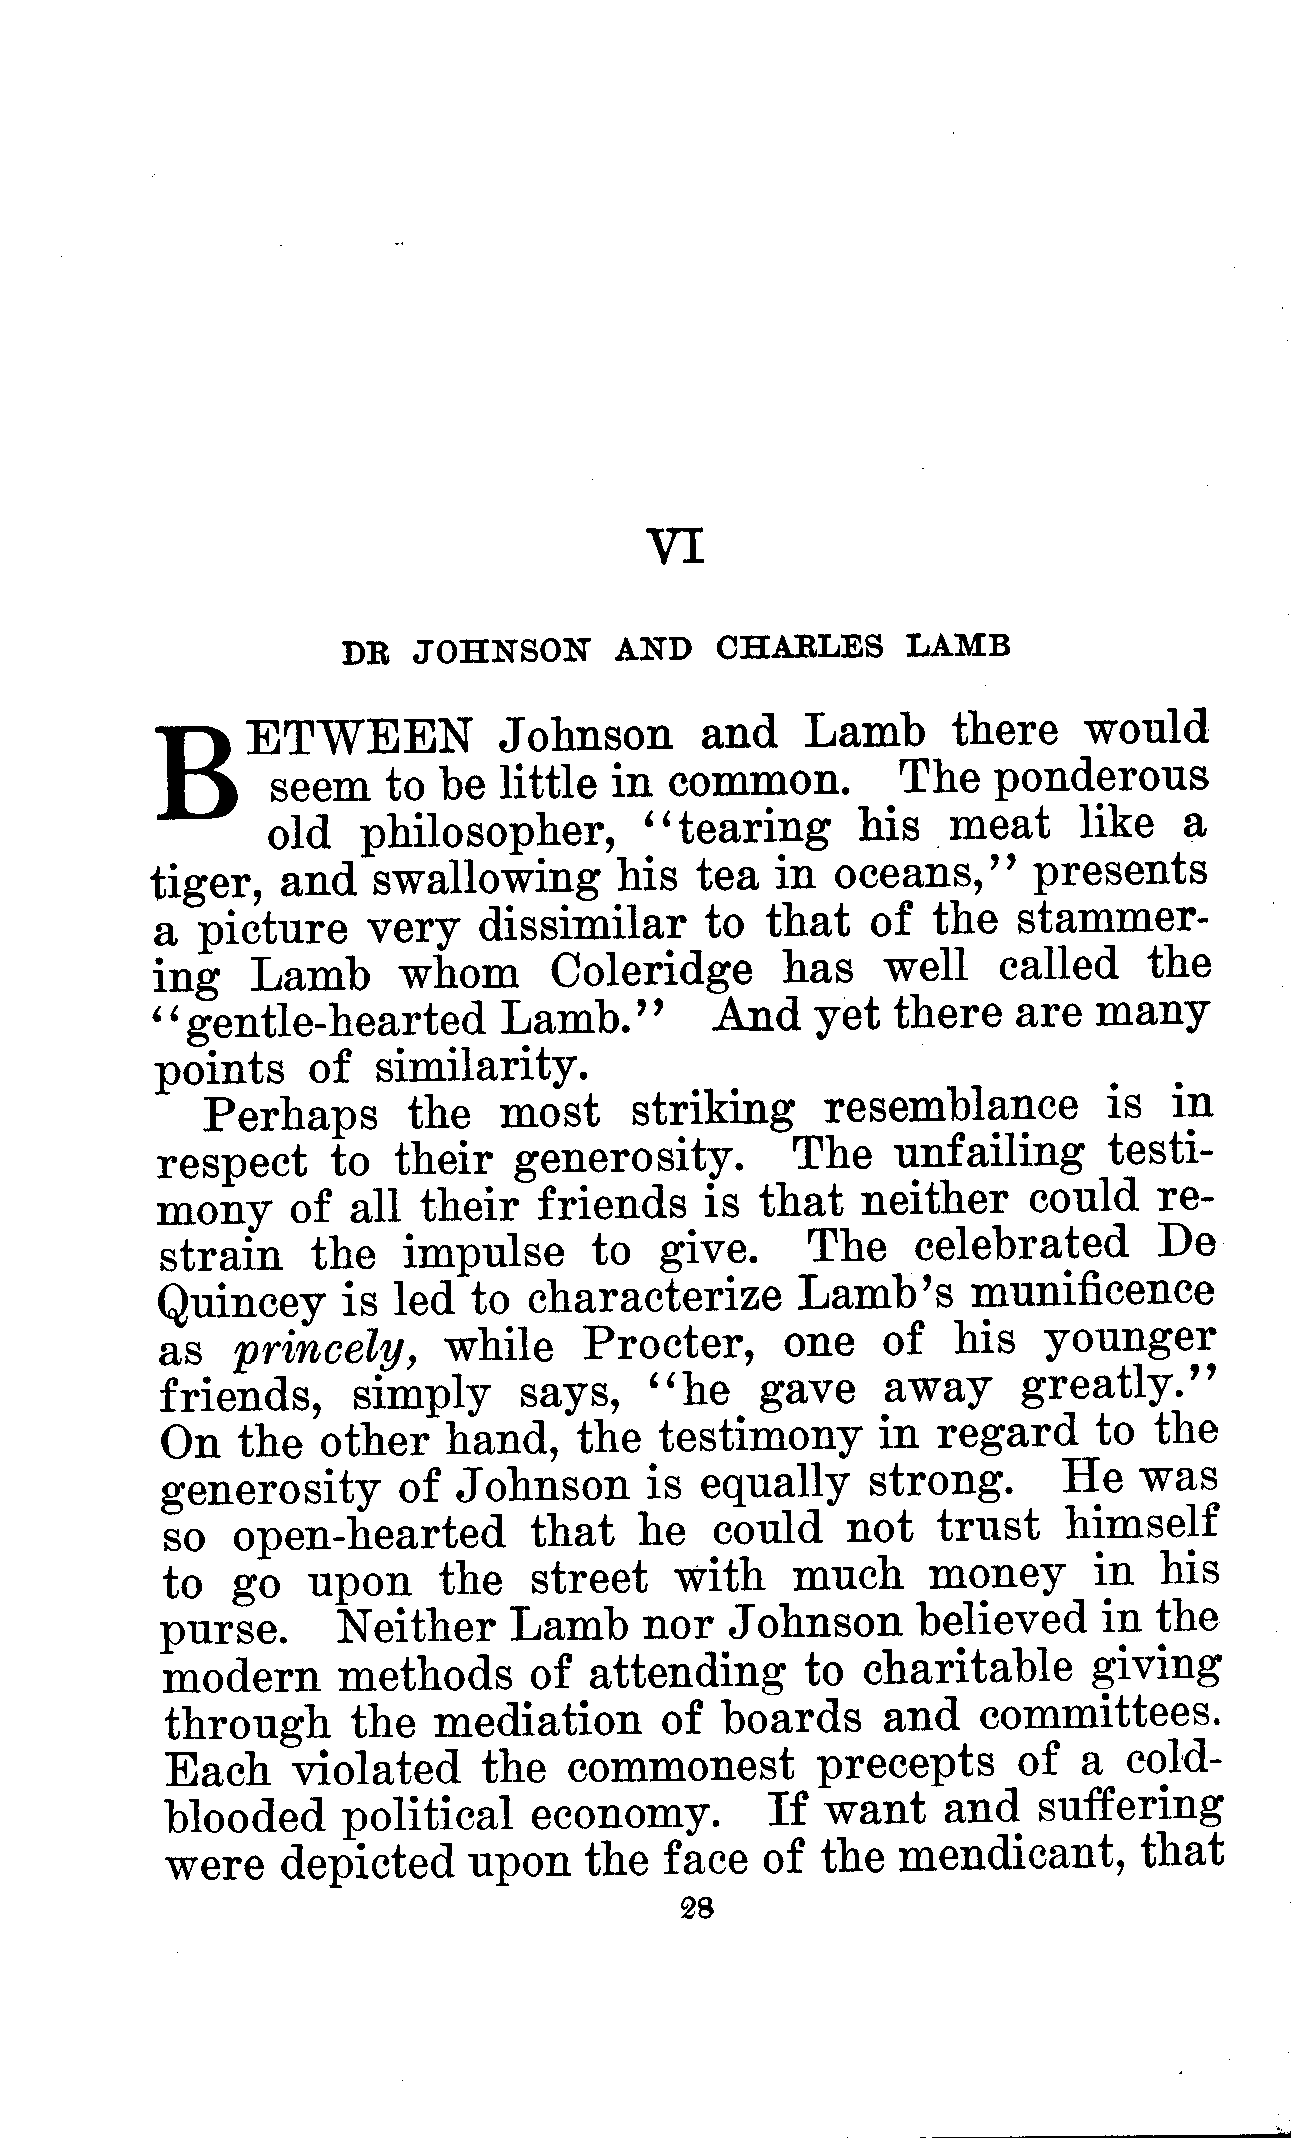 VI
DR JOHNSON AND CHARLES LAMB
BETWEEN Johnson and Lamb there would
seem to be little in common. The ponderous
old philosopher, "tearing his meat like a
tiger, and swallowing his tea in oceans," presents
a picture very dissimilar to that of the stammer-
ing Lamb whom Coleridge has well called the
"gentle-hearted Lamb." And yet there are many
points of similarity.
Perhaps the most striking resemblance is in
respect to their generosity. The unfailing testi-
mony of all their friends is that neither could re-
strain the impulse to give. The celebrated De
Quincey is led to characterize Lamb's munificence
as princely, while Procter, one of his younger
friends, simply says, "he gave away greatly."
On the other hand, the testimony in regard to the
generosity of Johnson is equally strong. He was
so open-hearted that he could not trust himself
to go upon the street with much money in his
purse. Neither Lamb nor Johnson believed in the
modern methods of attending to charitable giving
through the mediation of boards and committees.
Each violated the commonest precepts of a cold-
blooded political economy. If want and suffering
were depicted upon the face of the mendicant, that
28